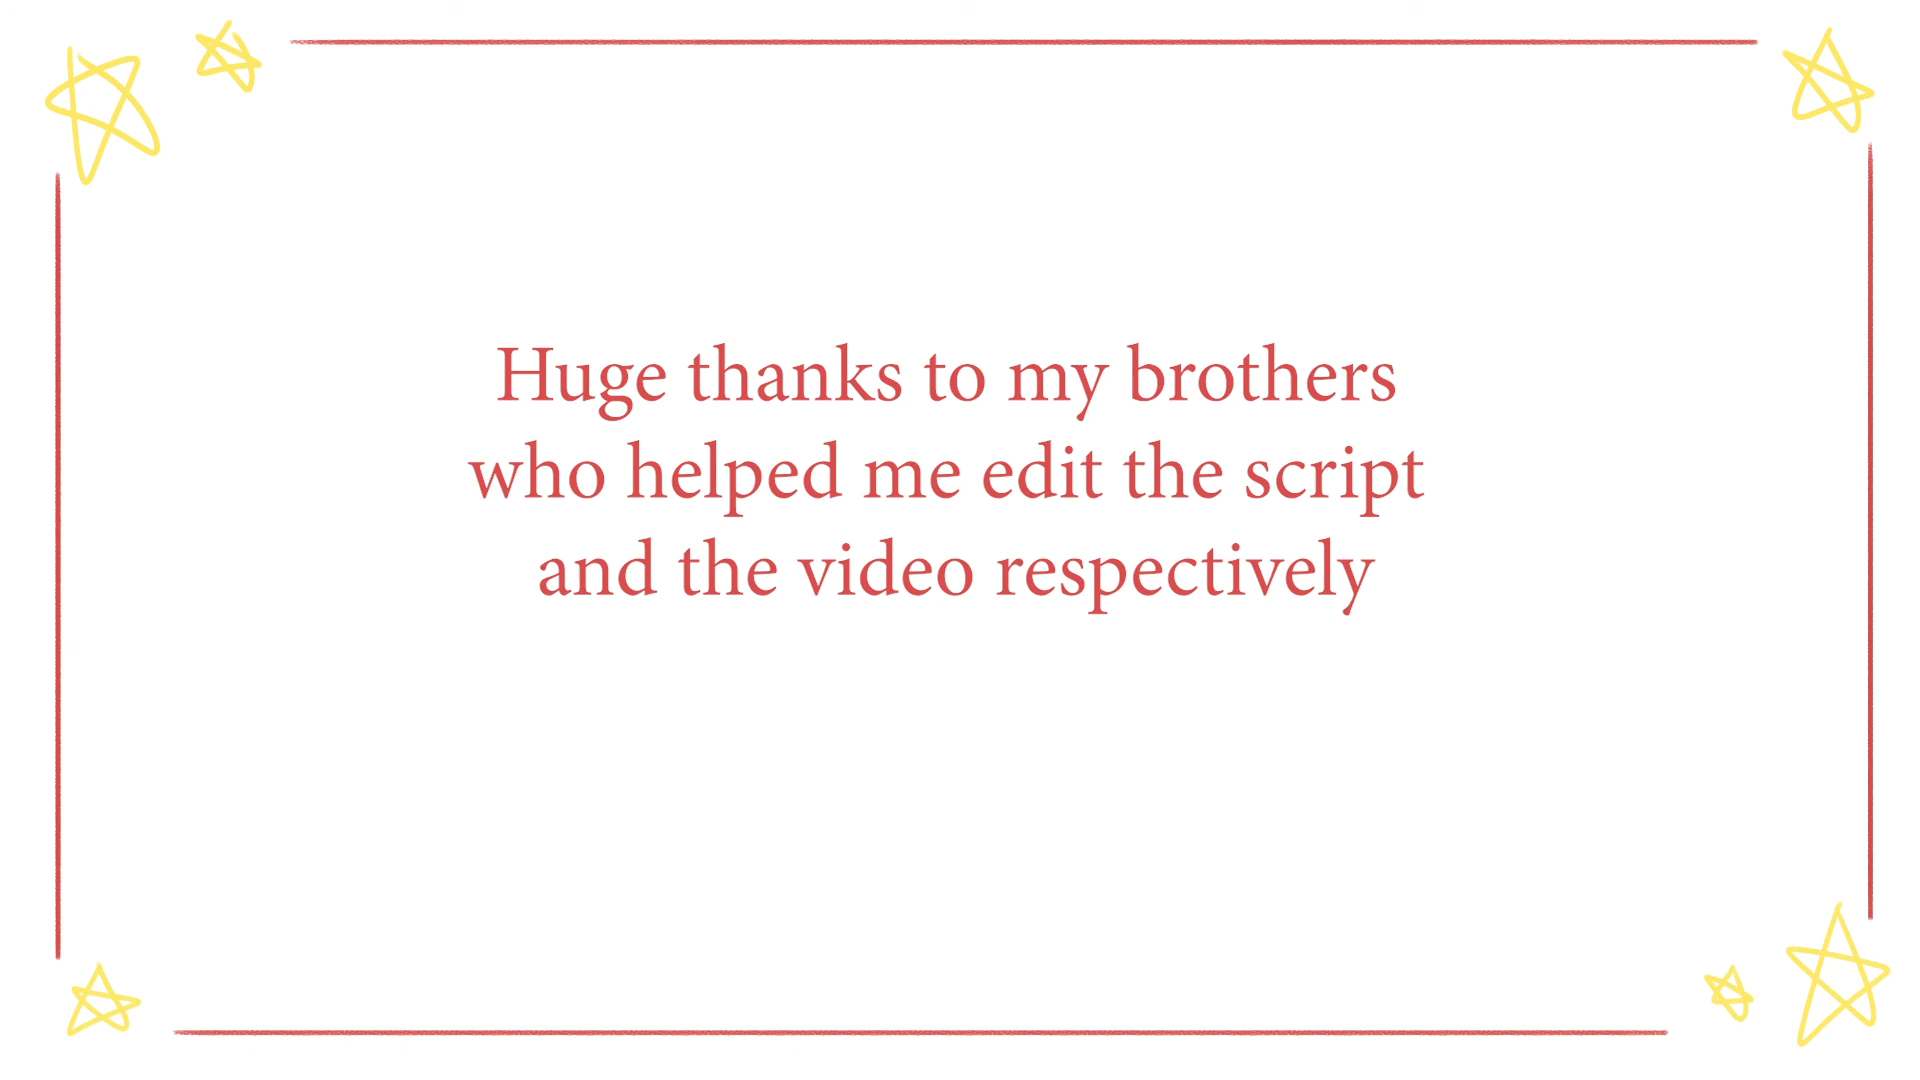 Huge thanks to my brothers
who helped me edit the script
and the video respectively